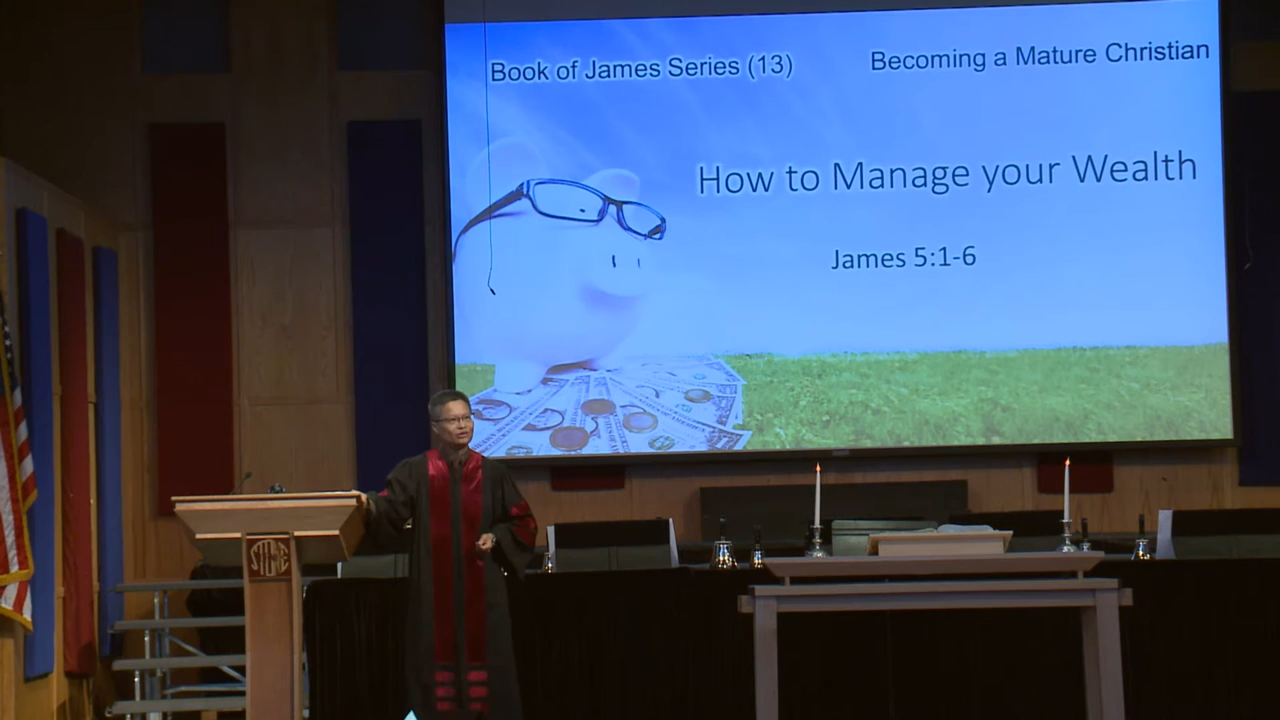 Book of James Series (13)
Becoming a Mature Christian
How to Manage your Wealth
James 5:1-6